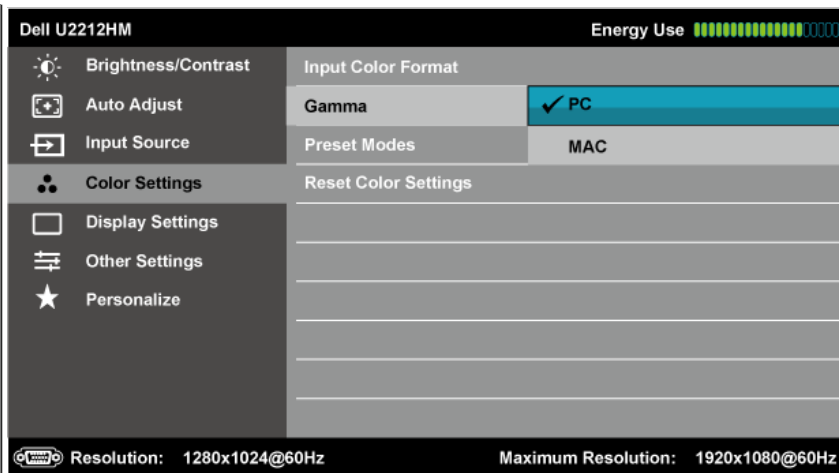 Dell U2212HM Energy Use
Brightness/Contrast
Auto Adjust
Input Source
Color Settings
Display Settings
Other Settings
Personalize
Input Color Format
Gamma
Preset Modes
Reset Color Settings
PC
MAC
Resolution: 1280x1024@60Hz Maximum Resolution: 1920x1080@60Hz